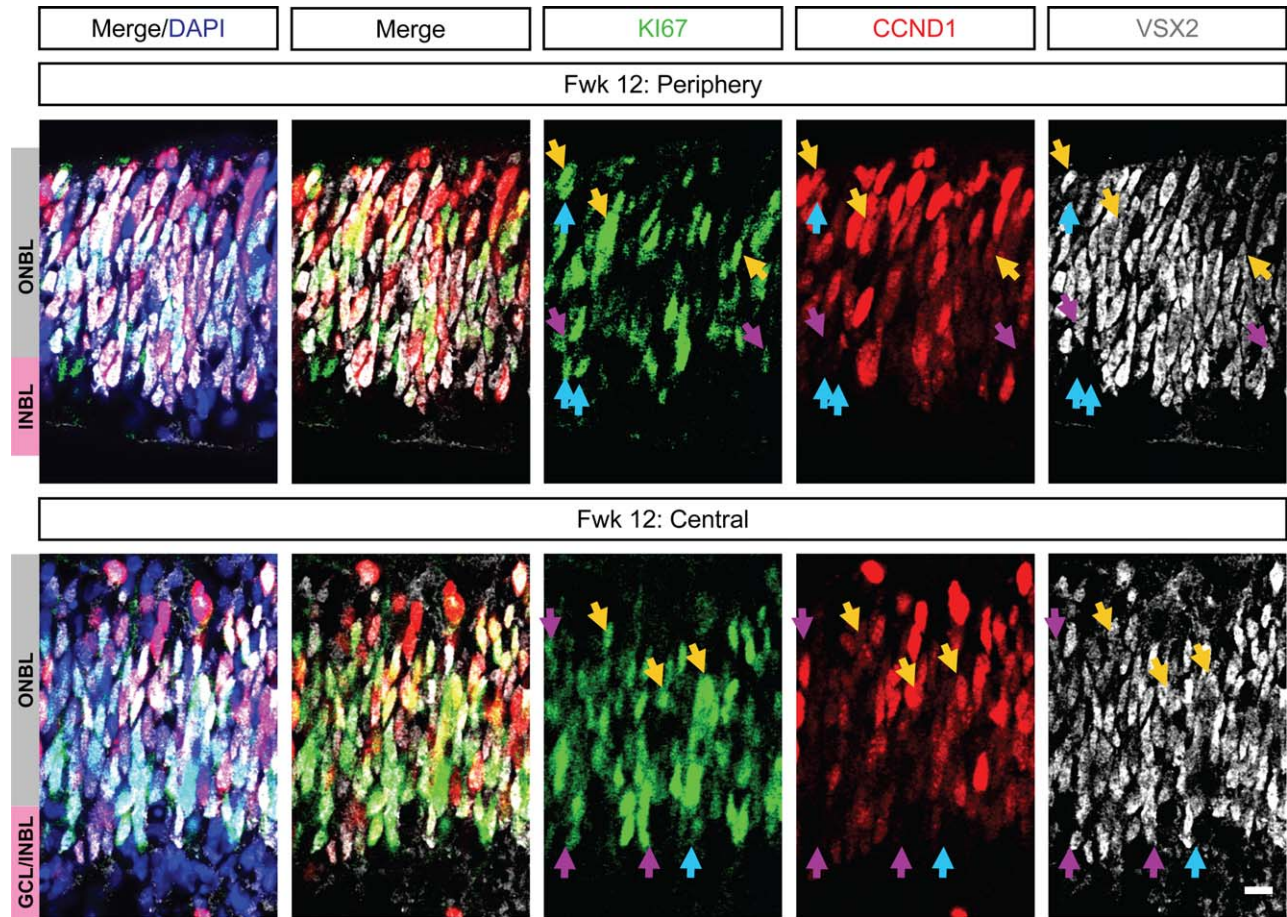 Merge/DAPI
Merge
KI67
CCND1
VSX2
Fwk 12: Periphery
ONBL
INBL
Fwk 12: Central
ONBL
GCL/INBL